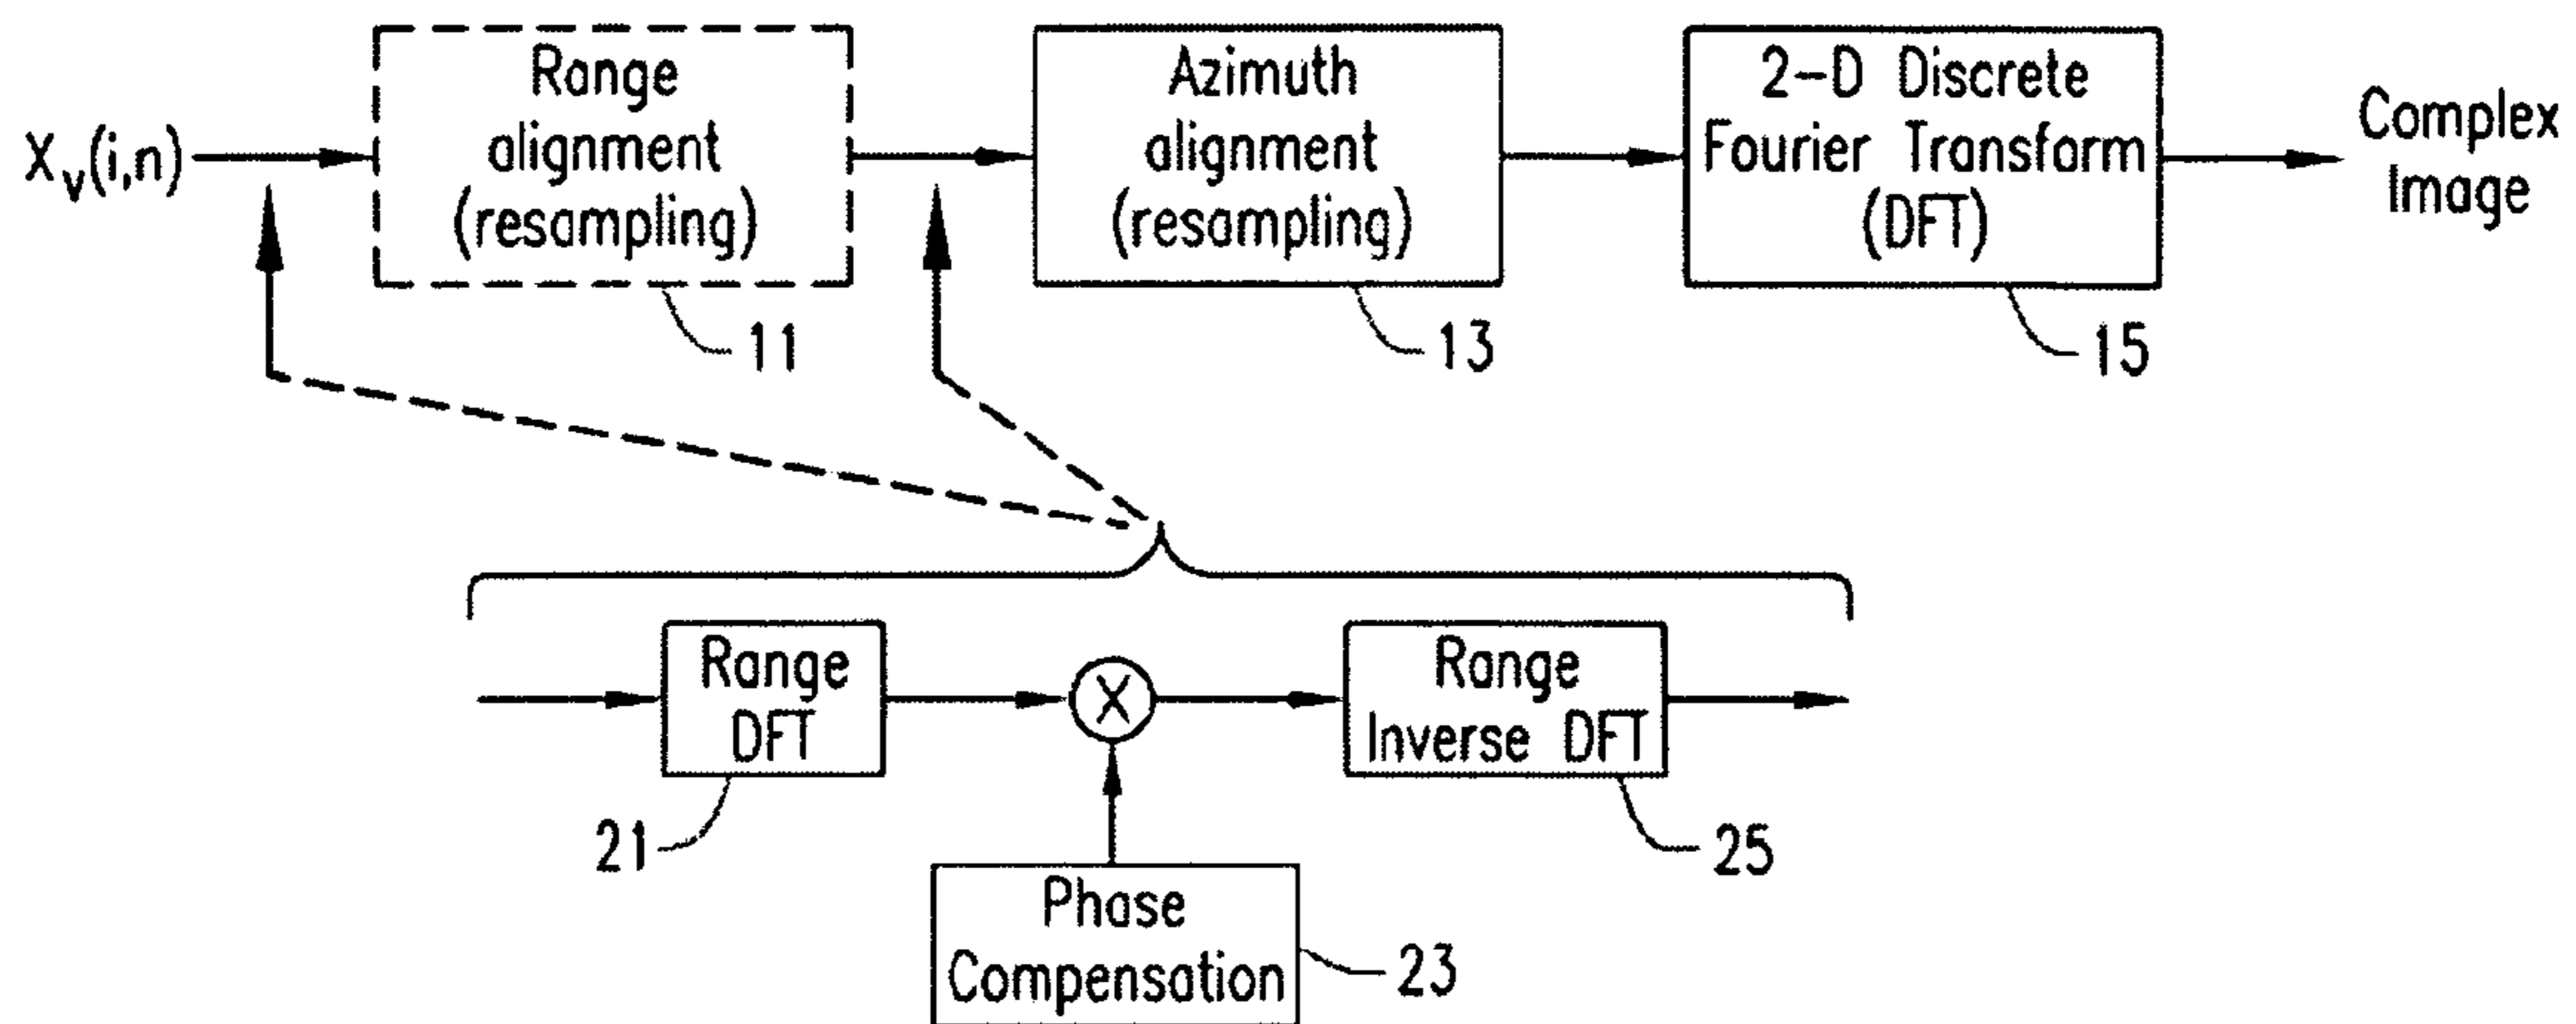 Xv(i,n)
Range
alignment
(resampling)
11
Azimuth
alignment
(resampling)
13
2-D Discrete
Fourier Transform
(DFT)
15
Complex
Image
Range
DFT
21
X
Range
Inverse DFT
25
Phase
Compensation
23